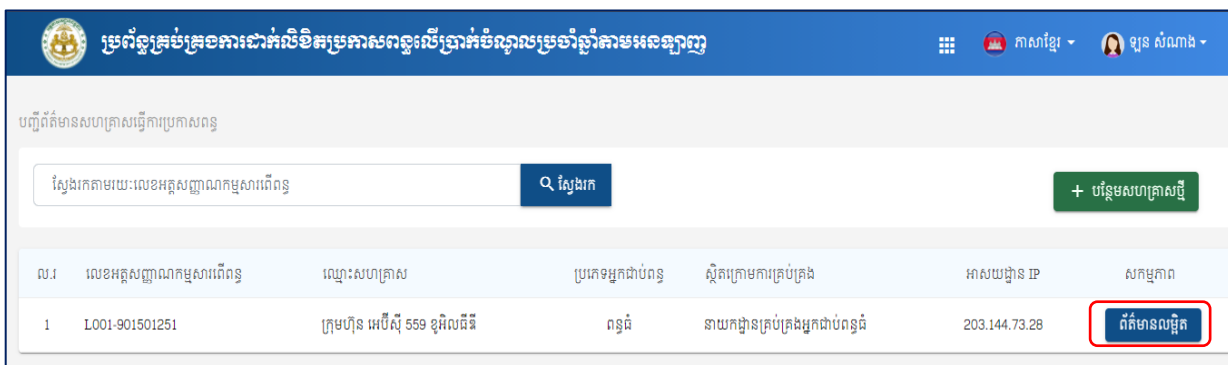 ប្រព័ន្ធគ្រប់គ្រងការដាក់លិខិតប្រកាសពន្ធលើប្រាក់ចំណូលប្រចាំឆ្នាំតាមអនឡាញ ភាសាខ្មែរ ឡុន សំណាង
បញ្ជីព័ត៌មានសហគ្រាសធ្វើការប្រកាសពន្ធ
ស្វែងរកតាមរយៈលេខអត្តសញ្ញាណកម្មសារពើពន្ធ ស្វែងរក + បន្ថែមសហគ្រាសថ្មី
ល.រ លេខអត្តសញ្ញាណកម្មសារពើពន្ធ ឈ្មោះសហគ្រាស ប្រភេទអ្នកជាប់ពន្ធ ស្ថិតក្រោមការគ្រប់គ្រង អាសយដ្ឋាន IP សកម្មភាព
1 L001-901501251 ក្រុមហ៊ុន អេប៊ីស៊ី 559 ខូអិលធីឌី ពន្ធធំ នាយកដ្ឋានគ្រប់គ្រងអ្នកជាប់ពន្ធធំ 203.144.73.28 ព័ត៌មានលម្អិត